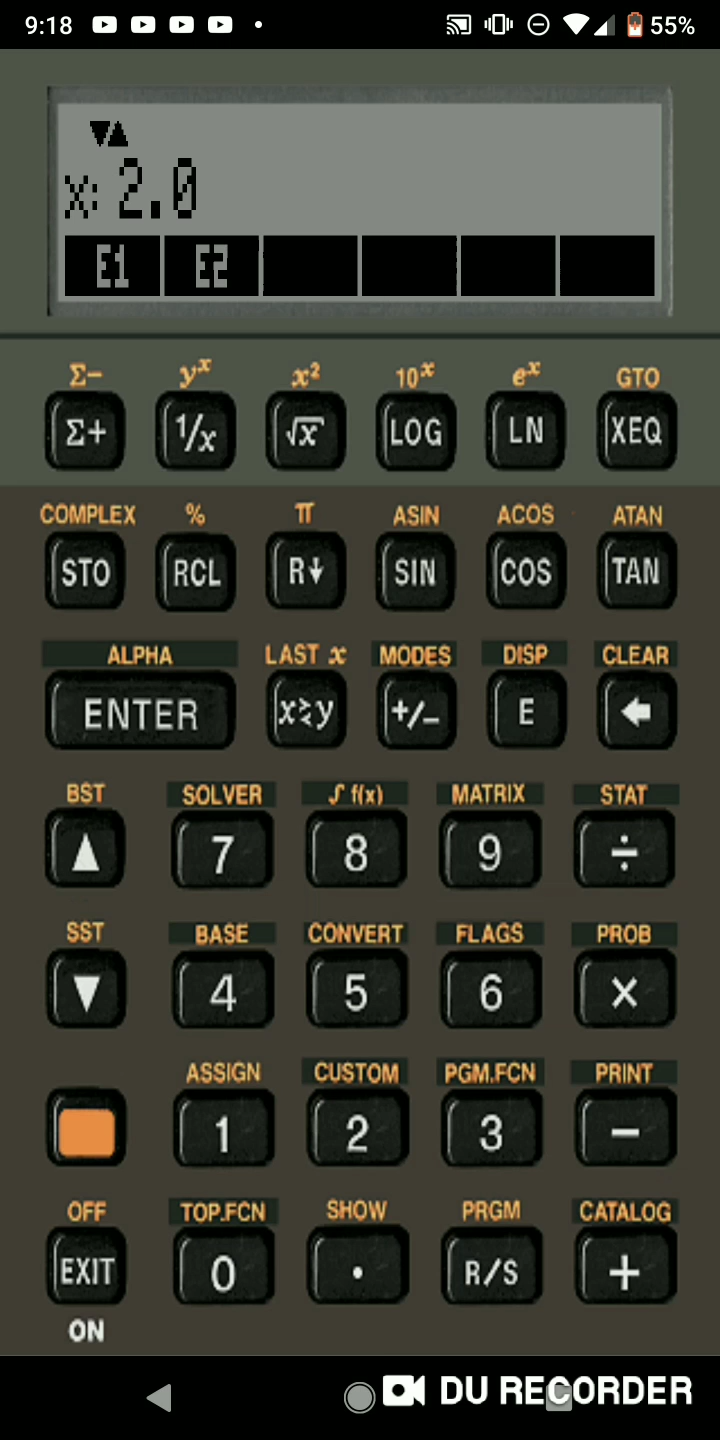 9:18 55%
▼▲
x: 2.0
E1 E2
Σ− yˣ x² 10ˣ eˣ GTO
Σ+ 1/x √x LOG LN XEQ
COMPLEX % π ASIN ACOS ATAN
STO RCL R↓ SIN COS TAN
ALPHA LAST x MODES DISP CLEAR
ENTER x≷y +/− E ←
BST SOLVER ∫f(x) MATRIX STAT
▲ 7 8 9 ÷
SST BASE CONVERT FLAGS PROB
▼ 4 5 6 ×
ASSIGN CUSTOM PGM.FCN PRINT
1 2 3 −
OFF TOP.FCN SHOW PRGM CATALOG
EXIT 0 · R/S +
ON
DU RECORDER